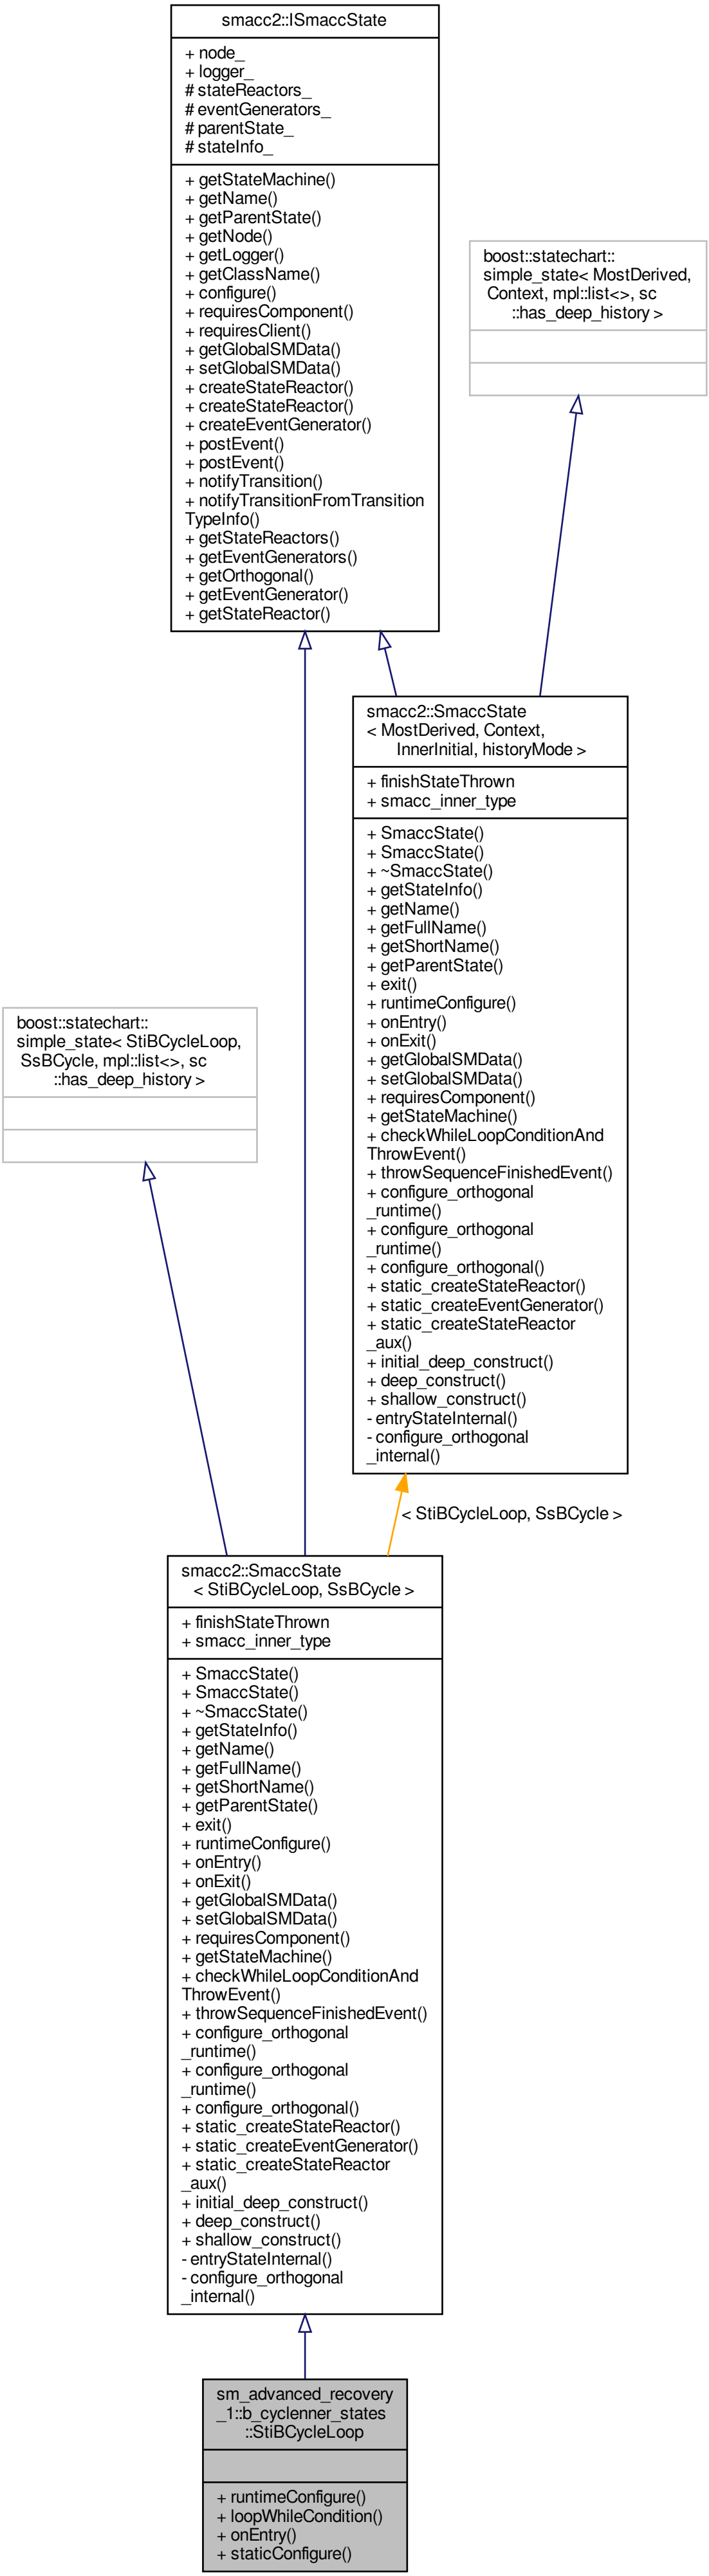 smacc2::ISmaccState
+ node_
+ logger_
# stateReactors_
# eventGenerators_
# parentState_
# stateInfo_
+ getStateMachine()
+ getName()
+ getParentState()
+ getNode()
+ getLogger()
+ getClassName()
+ configure()
+ requiresComponent()
+ requiresClient()
+ getGlobalSMData()
+ setGlobalSMData()
+ createStateReactor()
+ createStateReactor()
+ createEventGenerator()
+ postEvent()
+ postEvent()
+ notifyTransition()
+ notifyTransitionFromTransition
TypeInfo()
+ getStateReactors()
+ getEventGenerators()
+ getOrthogonal()
+ getEventGenerator()
+ getStateReactor()
boost::statechart::
simple_state< MostDerived,
Context, mpl::list<>, sc
::has_deep_history >
smacc2::SmaccState
< MostDerived, Context,
InnerInitial, historyMode >
+ finishStateThrown
+ smacc_inner_type
+ SmaccState()
+ SmaccState()
+ ~SmaccState()
+ getStateInfo()
+ getName()
+ getFullName()
+ getShortName()
+ getParentState()
+ exit()
+ runtimeConfigure()
+ onEntry()
+ onExit()
+ getGlobalSMData()
+ setGlobalSMData()
+ requiresComponent()
+ getStateMachine()
+ checkWhileLoopConditionAnd
ThrowEvent()
+ throwSequenceFinishedEvent()
+ configure_orthogonal
_runtime()
+ configure_orthogonal
_runtime()
+ configure_orthogonal()
+ static_createStateReactor()
+ static_createEventGenerator()
+ static_createStateReactor
_aux()
+ initial_deep_construct()
+ deep_construct()
+ shallow_construct()
- entryStateInternal()
- configure_orthogonal
_internal()
boost::statechart::
simple_state< StiBCycleLoop,
SsBCycle, mpl::list<>, sc
::has_deep_history >
< StiBCycleLoop, SsBCycle >
smacc2::SmaccState
< StiBCycleLoop, SsBCycle >
+ finishStateThrown
+ smacc_inner_type
+ SmaccState()
+ SmaccState()
+ ~SmaccState()
+ getStateInfo()
+ getName()
+ getFullName()
+ getShortName()
+ getParentState()
+ exit()
+ runtimeConfigure()
+ onEntry()
+ onExit()
+ getGlobalSMData()
+ setGlobalSMData()
+ requiresComponent()
+ getStateMachine()
+ checkWhileLoopConditionAnd
ThrowEvent()
+ throwSequenceFinishedEvent()
+ configure_orthogonal
_runtime()
+ configure_orthogonal
_runtime()
+ configure_orthogonal()
+ static_createStateReactor()
+ static_createEventGenerator()
+ static_createStateReactor
_aux()
+ initial_deep_construct()
+ deep_construct()
+ shallow_construct()
- entryStateInternal()
- configure_orthogonal
_internal()
sm_advanced_recovery
_1::b_cyclenner_states
::StiBCycleLoop
+ runtimeConfigure()
+ loopWhileCondition()
+ onEntry()
+ staticConfigure()